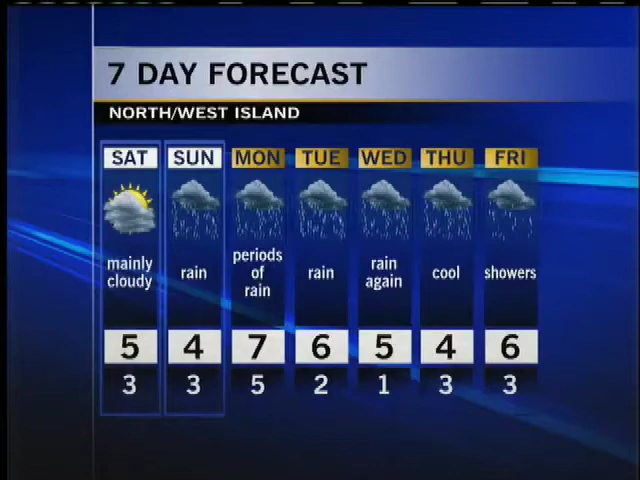 7 DAY FORECAST
NORTH/WEST ISLAND
SAT SUN MON TUE WED THU FRI
mainly cloudy
rain
periods of rain
rain
rain again
cool
showers
5 4 7 6 5 4 6
3 3 5 2 1 3 3